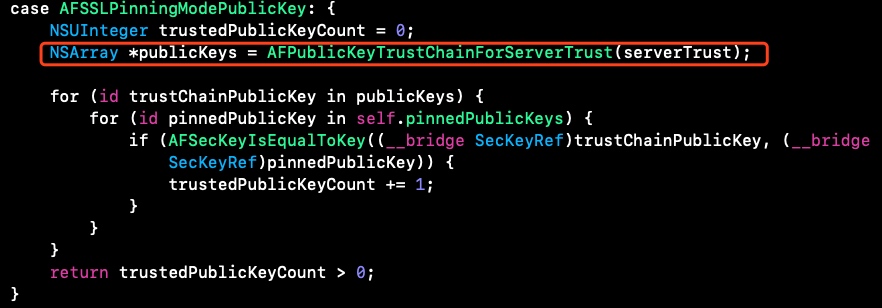 case AFSSLPinningModePublicKey: {
NSUInteger trustedPublicKeyCount = 0;
NSArray *publicKeys = AFPublicKeyTrustChainForServerTrust(serverTrust);
for (id trustChainPublicKey in publicKeys) {
for (id pinnedPublicKey in self.pinnedPublicKeys) {
if (AFSecKeyIsEqualToKey((__bridge SecKeyRef)trustChainPublicKey, (__bridge
SecKeyRef)pinnedPublicKey)) {
trustedPublicKeyCount += 1;
}
}
}
return trustedPublicKeyCount > 0;
}